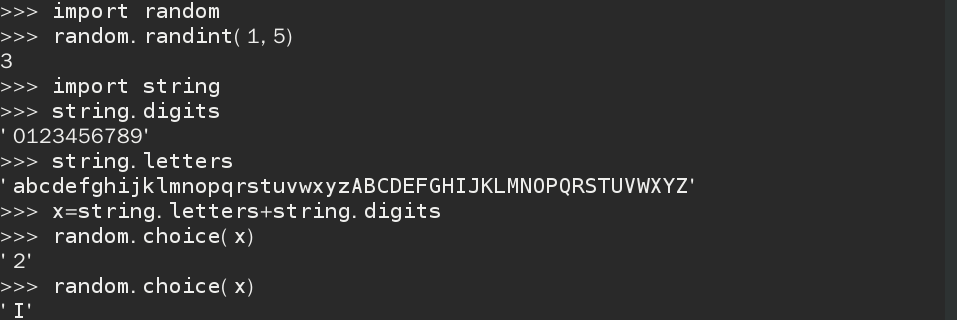 >>> import random
>>> random.randint(1,5)
3
>>> import string
>>> string.digits
'0123456789'
>>> string.letters
'abcdefghijklmnopqrstuvwxyzABCDEFGHIJKLMNOPQRSTUVWXYZ'
>>> x=string.letters+string.digits
>>> random.choice(x)
'2'
>>> random.choice(x)
'I'